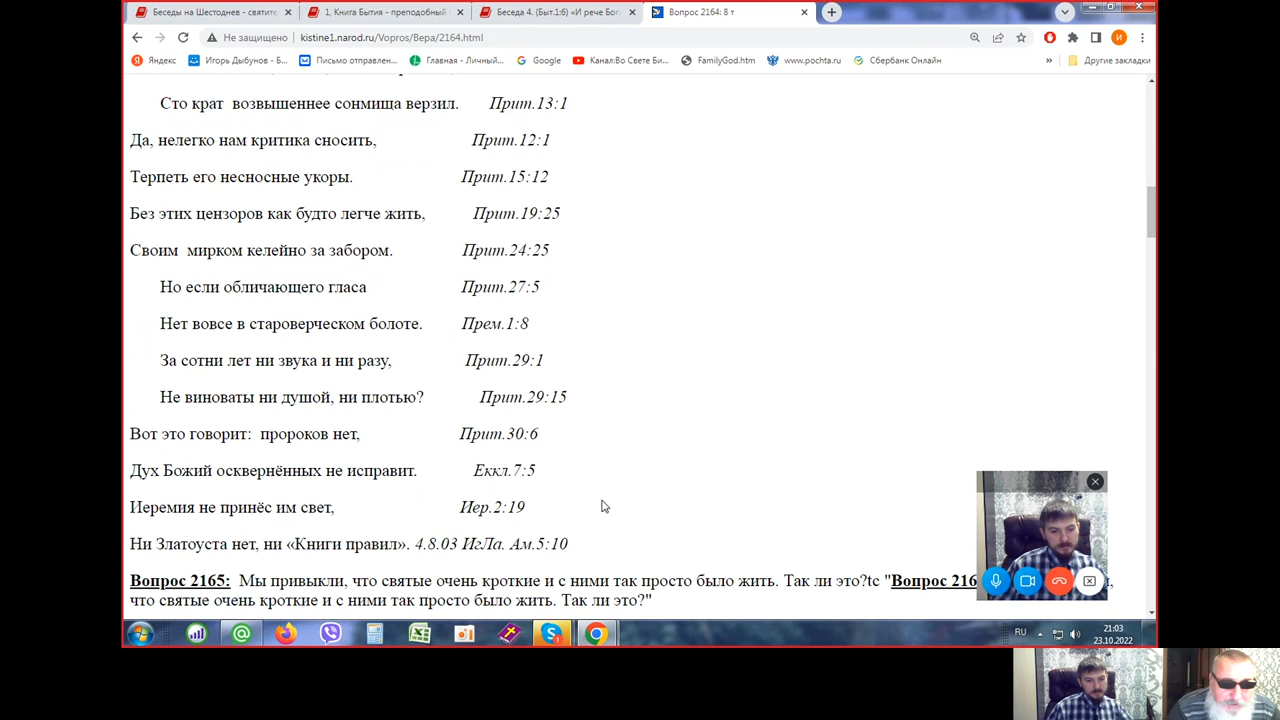 Беседы на Шестоднев - святите
1, Книга Бытия - преподобный
Беседа 4. (Быт.1:6) «И рече Бог
Вопрос 2164: 8 т
Не защищено | kistine1.narod.ru/Vopros/Bepa/2164.html
Яндекс Игорь Дыбунов - Б... Письмо отправлен... Главная - Личный... Google Канал:Во Свете Би... FamilyGod.htm www.pochta.ru Сбербанк Онлайн » Другие закладки
Сто крат возвышеннее сонмища верзил. Прит.13:1
Да, нелегко нам критика сносить, Прит.12:1
Терпеть его несносные укоры. Прит.15:12
Без этих цензоров как будто легче жить, Прит.19:25
Своим мирком келейно за забором. Прит.24:25
Но если обличающего гласа Прит.27:5
Нет вовсе в староверческом болоте. Прем.1:8
За сотни лет ни звука и ни разу, Прит.29:1
Не виноваты ни душой, ни плотью? Прит.29:15
Вот это говорит: пророков нет, Прит.30:6
Дух Божий осквернённых не исправит. Еккл.7:5
Иеремия не принёс им свет, Иер.2:19
Ни Златоуста нет, ни «Книги правил». 4.8.03 ИгЛа. Ам.5:10
Вопрос 2165: Мы привыкли, что святые очень кроткие и с ними так просто было жить. Так ли это?tc "Вопрос 216
что святые очень кроткие и с ними так просто было жить. Так ли это?"
RU 21:03
23.10.2022